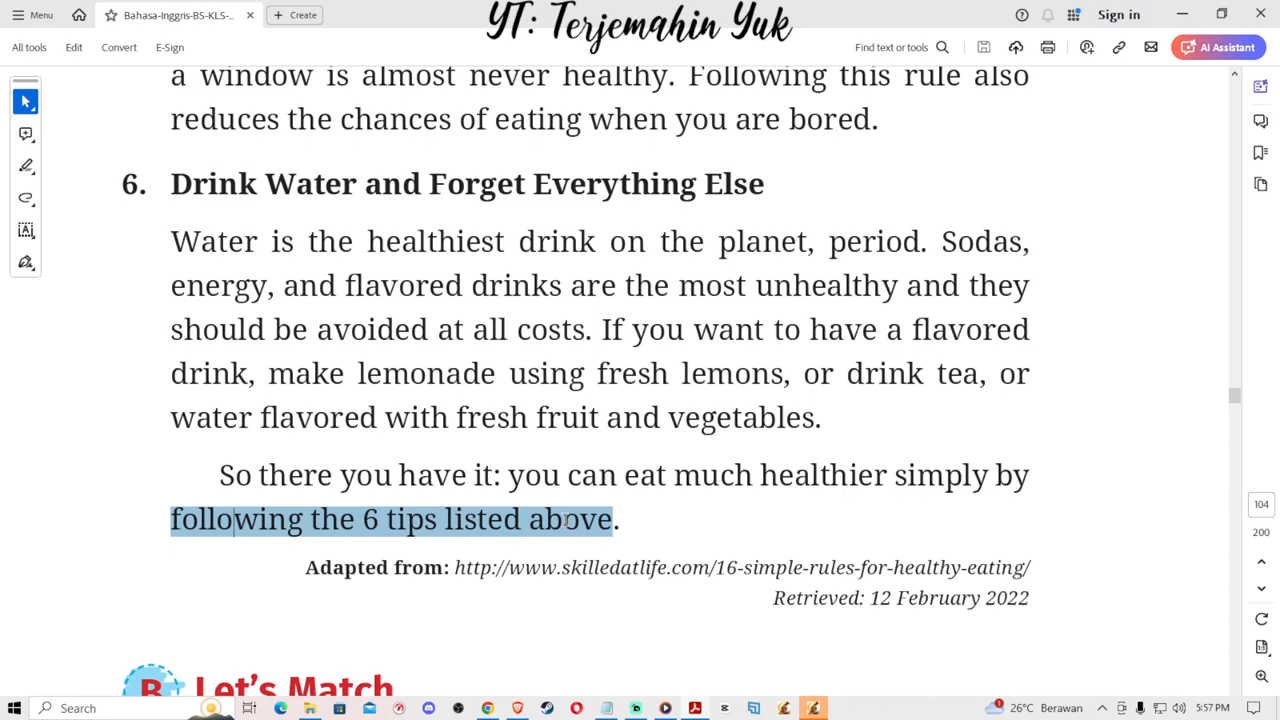 Menu
Bahasa-Inggris-BS-KLS-...
Create
YT: Terjemahin Yuk
Sign in
All tools
Edit
Convert
E-Sign
Find text or tools
AI Assistant
a window is almost never healthy. Following this rule also
reduces the chances of eating when you are bored.
6. Drink Water and Forget Everything Else
Water is the healthiest drink on the planet, period. Sodas,
energy, and flavored drinks are the most unhealthy and they
should be avoided at all costs. If you want to have a flavored
drink, make lemonade using fresh lemons, or drink tea, or
water flavored with fresh fruit and vegetables.
So there you have it: you can eat much healthier simply by
following the 6 tips listed above.
Adapted from: http://www.skilledatlife.com/16-simple-rules-for-healthy-eating/
Retrieved: 12 February 2022
104
200
B Let's Match
Search
26°C Berawan
5:57 PM